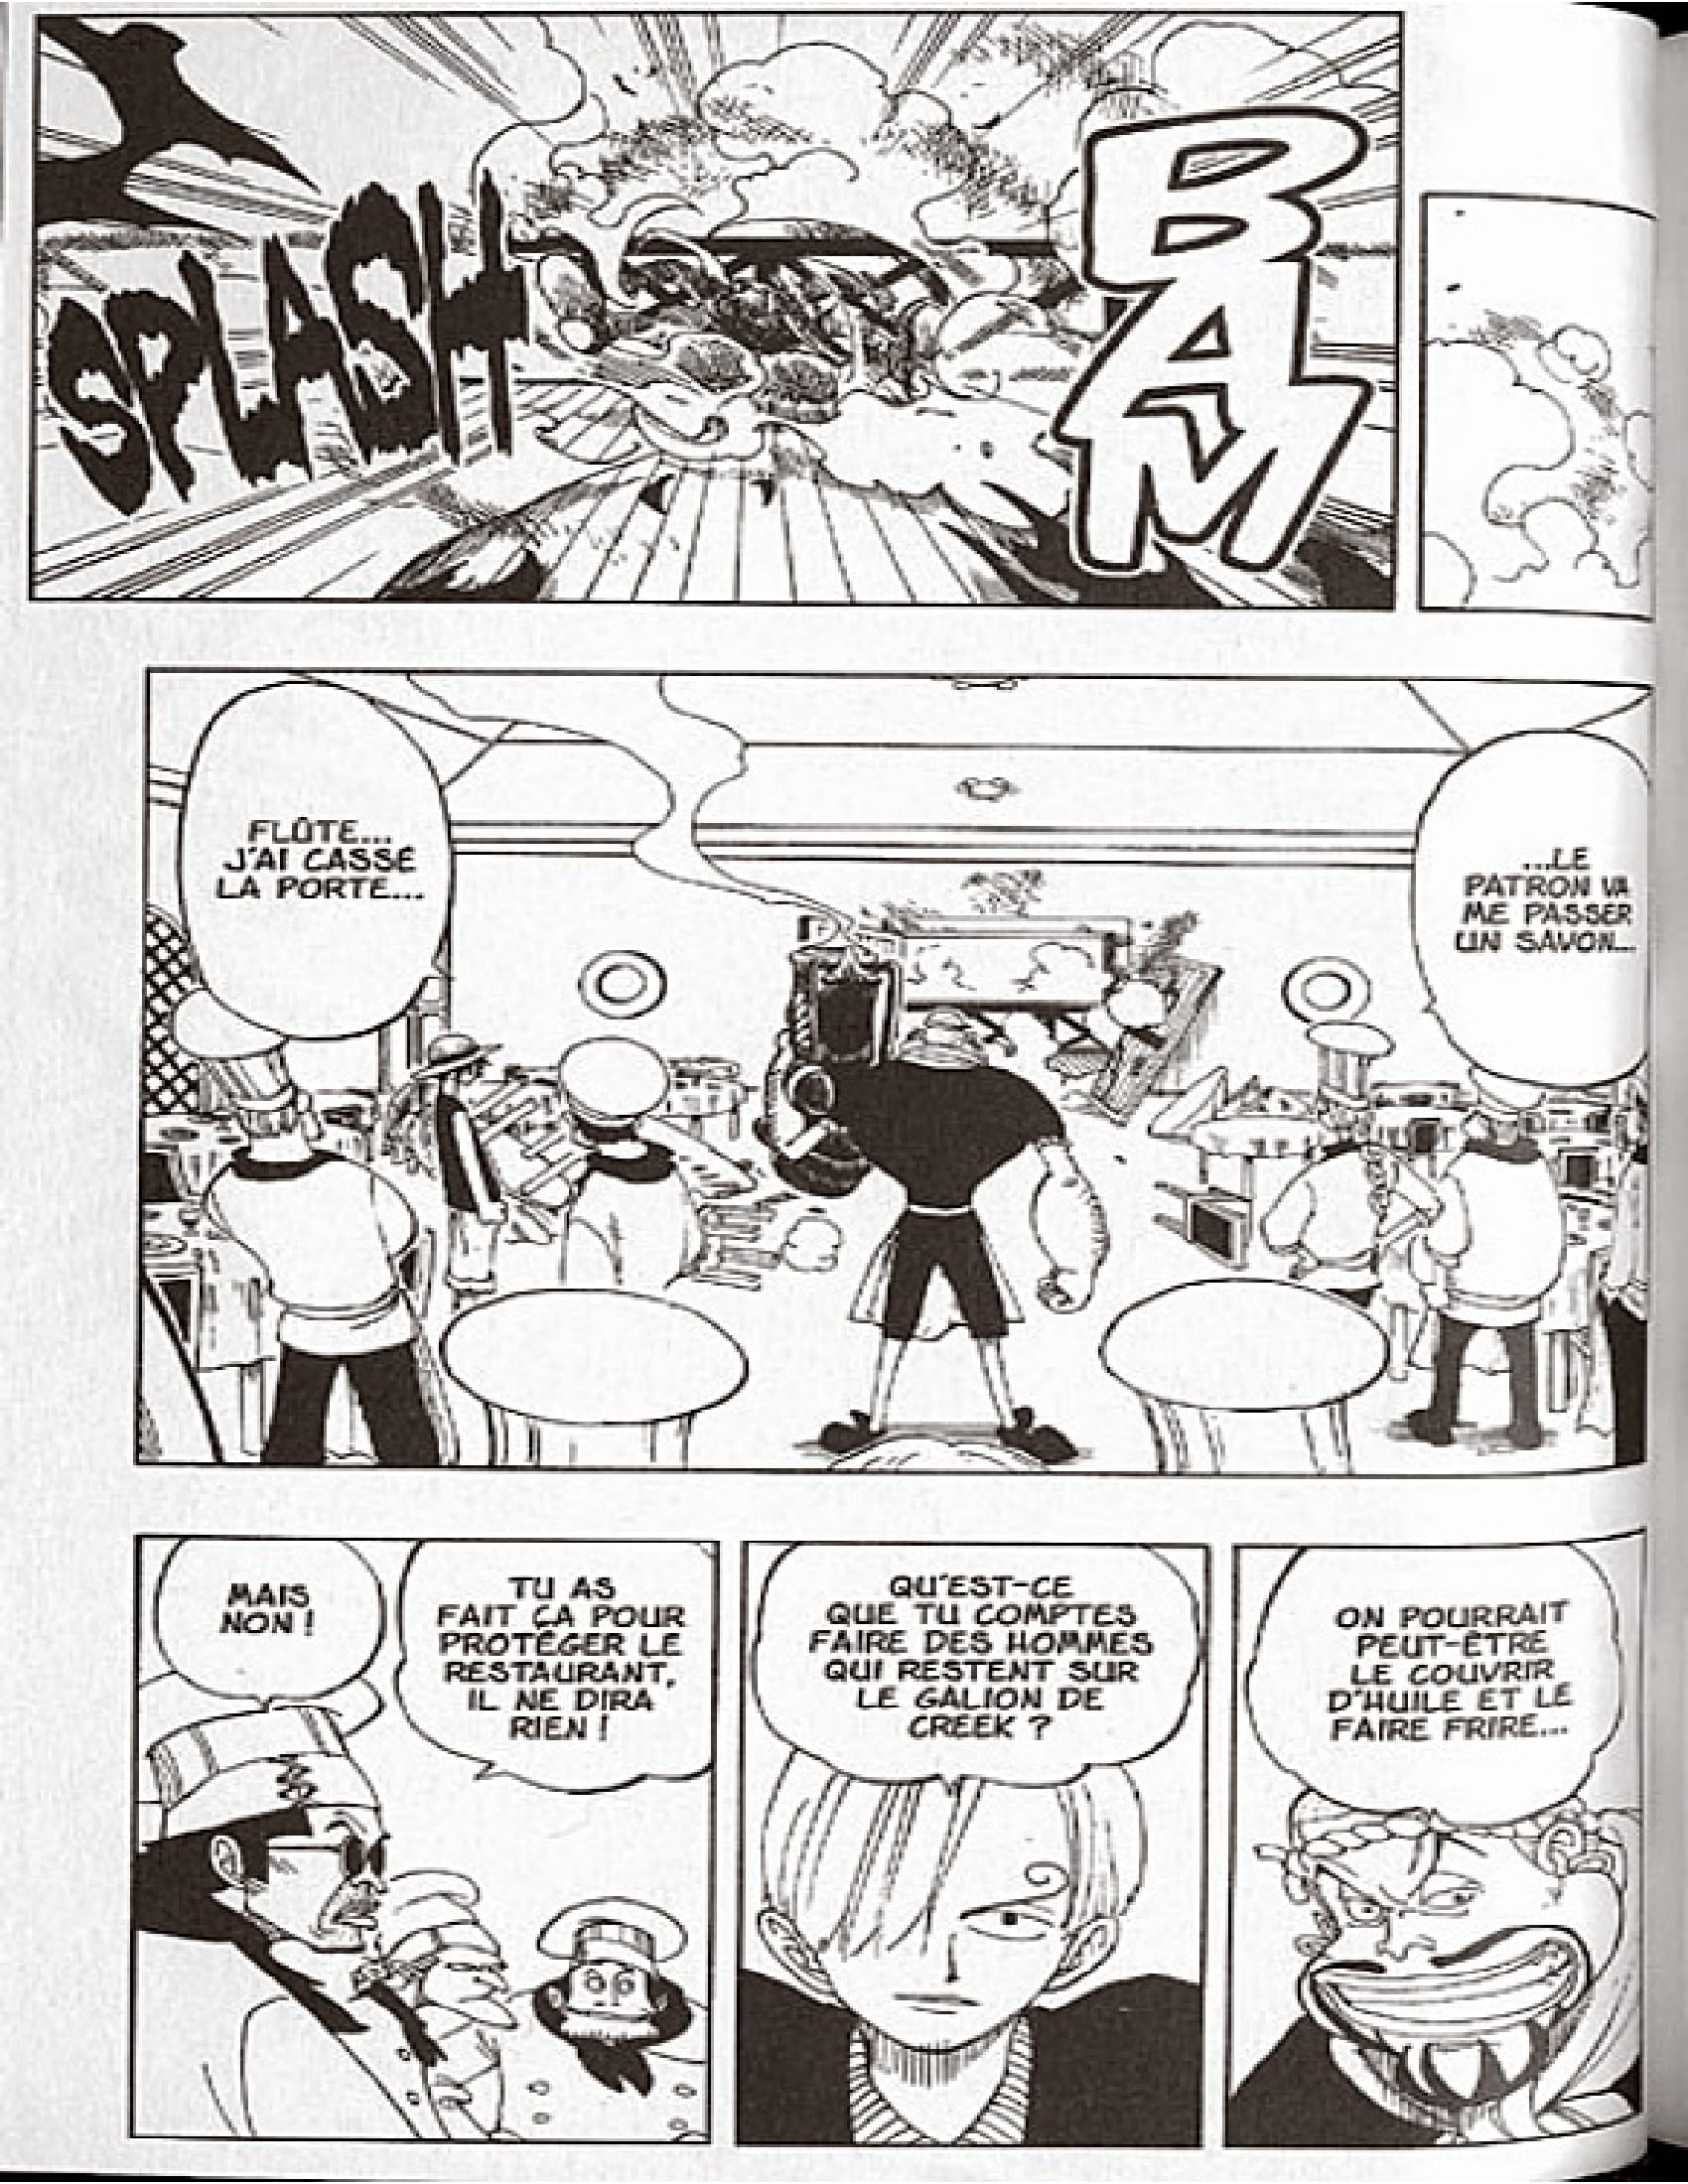 SPLASH
BAM
FLÛTE...
J'AI CASSÉ
LA PORTE...
...LE
PATRON VA
ME PASSER
UN SAVON...
MAIS
NON !
TU AS
FAIT ÇA POUR
PROTÉGER LE
RESTAURANT,
IL NE DIRA
RIEN !
QU'EST-CE
QUE TU COMPTES
FAIRE DES HOMMES
QUI RESTENT SUR
LE GALION DE
CREEK ?
ON POURRAIT
PEUT-ÊTRE
LE COUVRIR
D'HUILE ET LE
FAIRE FRIRE...